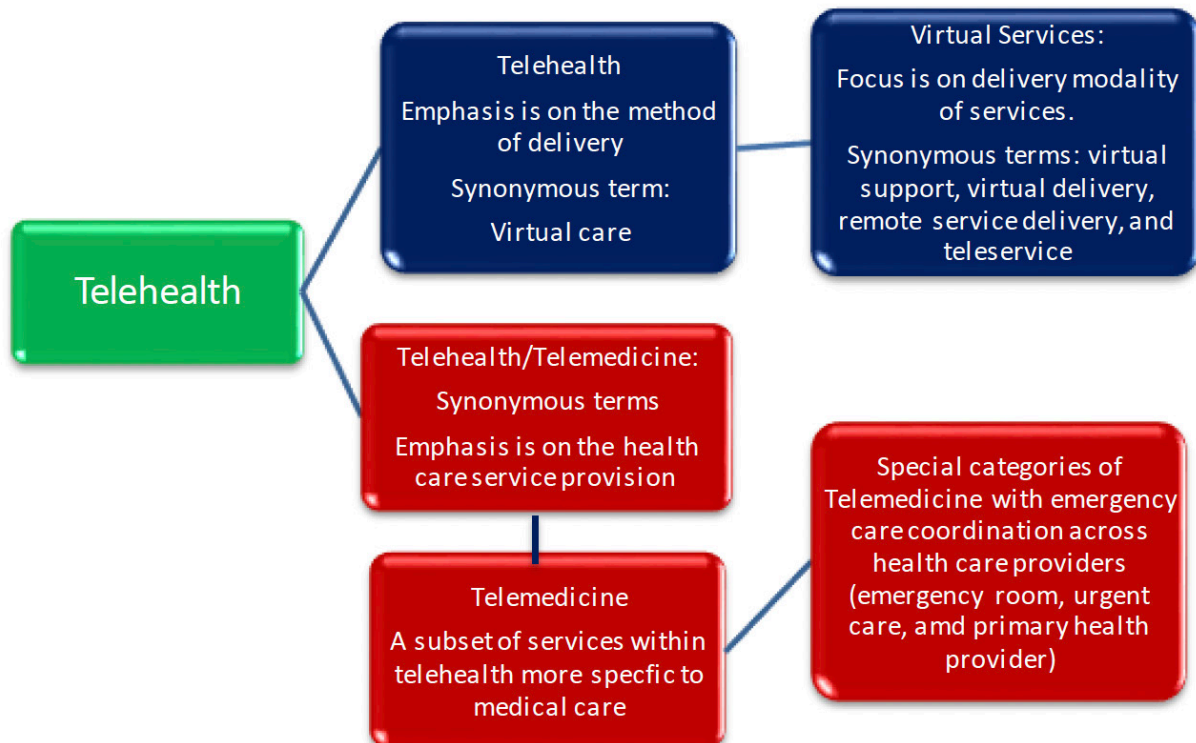 Telehealth
Telehealth
Emphasis is on the method
of delivery
Synonymous term:
Virtual care
Virtual Services:
Focus is on delivery modality
of services.
Synonymous terms: virtual
support, virtual delivery,
remote service delivery, and
teleservice
Telehealth/Telemedicine:
Synonymous terms
Emphasis is on the health
care service provision
Telemedicine
A subset of services within
telehealth more specfic to
medical care
Special categories of
Telemedicine with emergency
care coordination across
health care providers
(emergency room, urgent
care, amd primary health
provider)